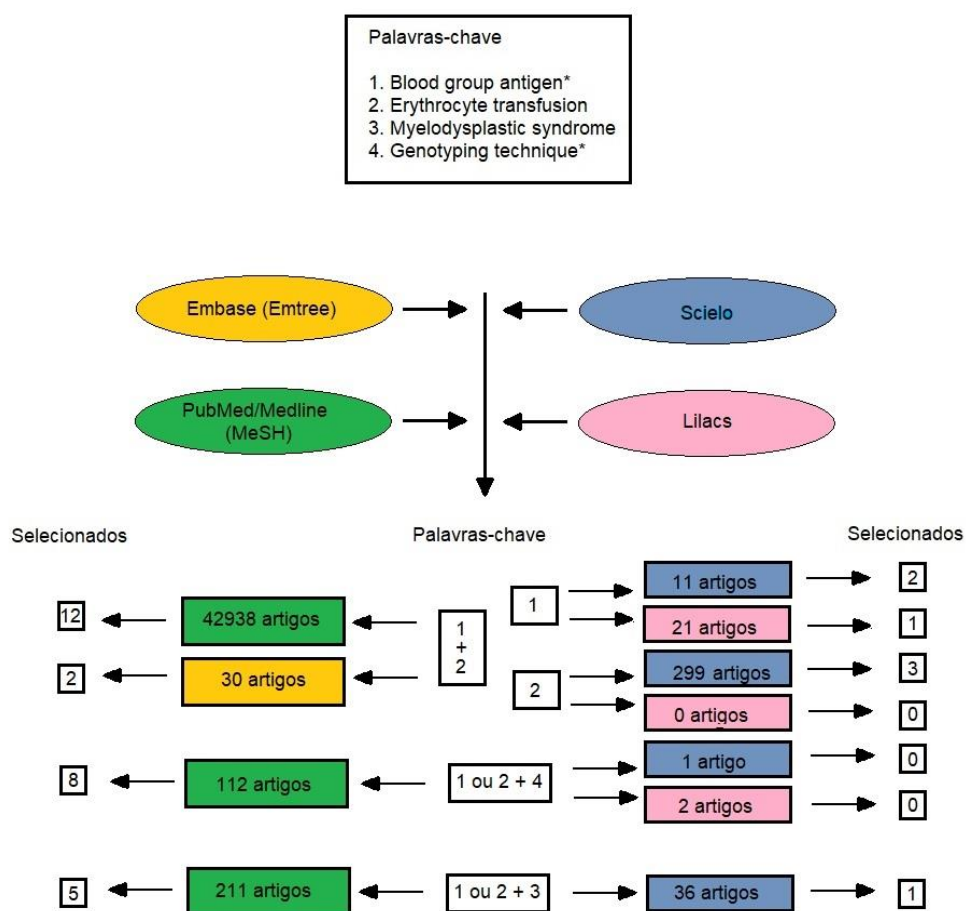 Palavras-chave
1. Blood group antigen*
2. Erythrocyte transfusion
3. Myelodysplastic syndrome
4. Genotyping technique*
Embase (Emtree)
Scielo
PubMed/Medline
(MeSH)
Lilacs
Selecionados
Palavras-chave
Selecionados
12
42938 artigos
1
+
2
1
11 artigos
2
21 artigos
1
2
30 artigos
2
299 artigos
3
0 artigos
0
8
112 artigos
1 ou 2 + 4
1 artigo
0
2 artigos
0
5
211 artigos
1 ou 2 + 3
36 artigos
1